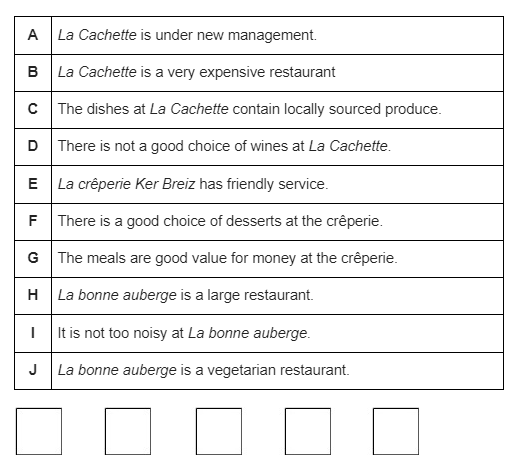 A La Cachette is under new management.
B La Cachette is a very expensive restaurant
C The dishes at La Cachette contain locally sourced produce.
D There is not a good choice of wines at La Cachette.
E La crêperie Ker Breiz has friendly service.
F There is a good choice of desserts at the crêperie.
G The meals are good value for money at the crêperie.
H La bonne auberge is a large restaurant.
I It is not too noisy at La bonne auberge.
J La bonne auberge is a vegetarian restaurant.